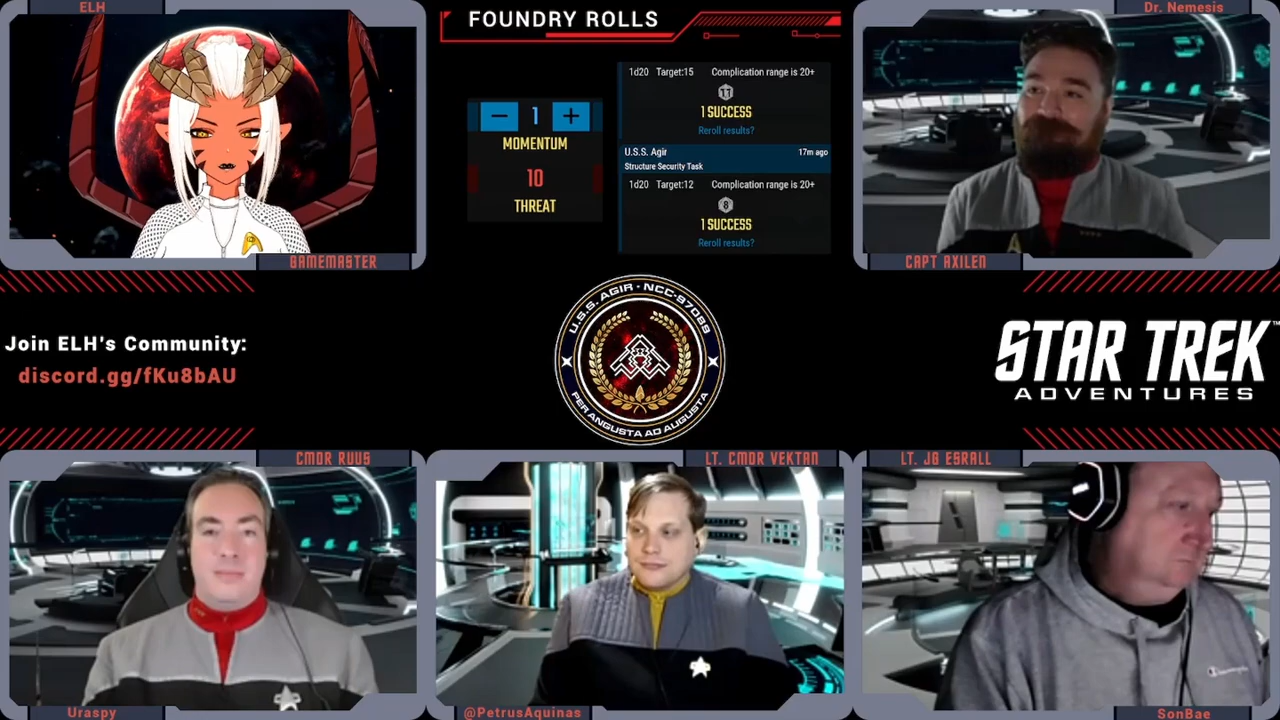 ELH
GAMEMASTER
FOUNDRY ROLLS
1
MOMENTUM
10
THREAT
1d20 Target:15 Complication range is 20+
11
1 SUCCESS
Reroll results?
U.S.S. Agir 17m ago
Structure Security Task
1d20 Target:12 Complication range is 20+
8
1 SUCCESS
Reroll results?
Dr. Nemesis
CAPT AXILEN
Join ELH's Community:
discord.gg/fKu8bAU
U.S.S. AGIR · NCC-97089
PER ANGUSTA AD AUGUSTA
STAR TREK™
ADVENTURES
CMDR RUUS
Uraspy
LT. CMDR VEKTAN
@PetrusAquinas
LT. JG ESRALL
Champion
SonBae